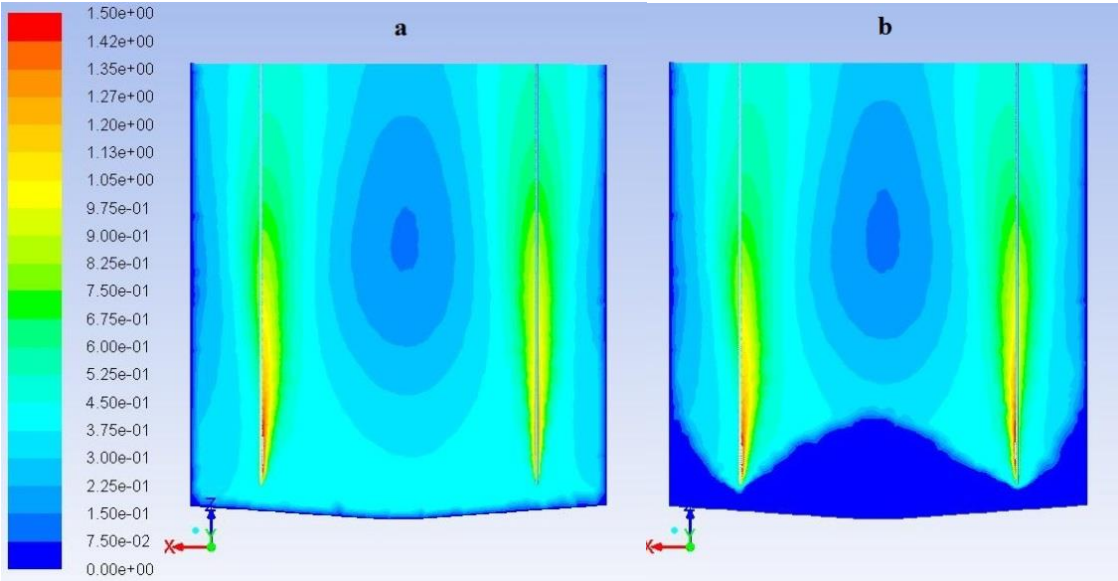 1.50e+00
1.42e+00
1.35e+00
1.27e+00
1.20e+00
1.13e+00
1.05e+00
9.75e-01
9.00e-01
8.25e-01
7.50e-01
6.75e-01
6.00e-01
5.25e-01
4.50e-01
3.75e-01
3.00e-01
2.25e-01
1.50e-01
7.50e-02
0.00e+00
a
b
Z
Y
X
Z
Y
X